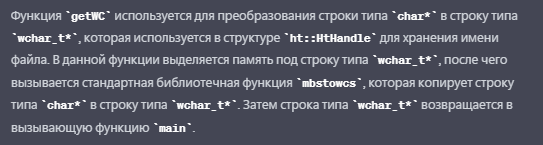 Функция `getWC` используется для преобразования строки типа `char*` в строку типа
`wchar_t*`, которая используется в структуре `ht::HtHandle` для хранения имени
файла. В данной функции выделяется память под строку типа `wchar_t*`, после чего
вызывается стандартная библиотечная функция `mbstowcs`, которая копирует строку
типа `char*` в строку типа `wchar_t*`. Затем строка типа `wchar_t*` возвращается в
вызывающую функцию `main`.